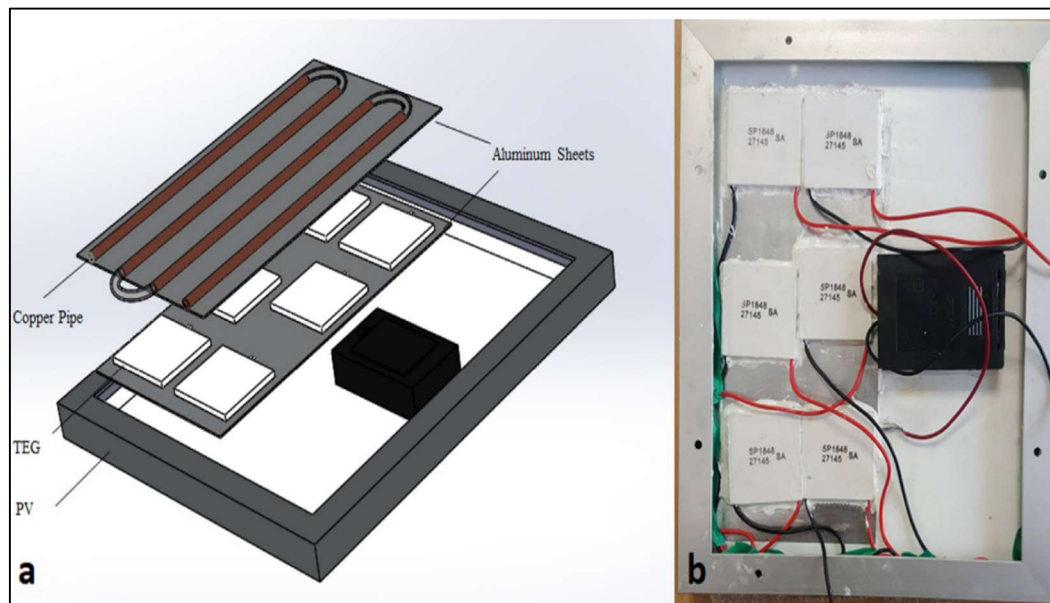 Aluminum Sheets
Copper Pipe
TEG
PV
a
SP1848 SA
27145
SP1848 SA
27145
SP1848 SA
27145
SP1848 SA
27145
SP1848 SA
27145
SP1848 SA
27145
b